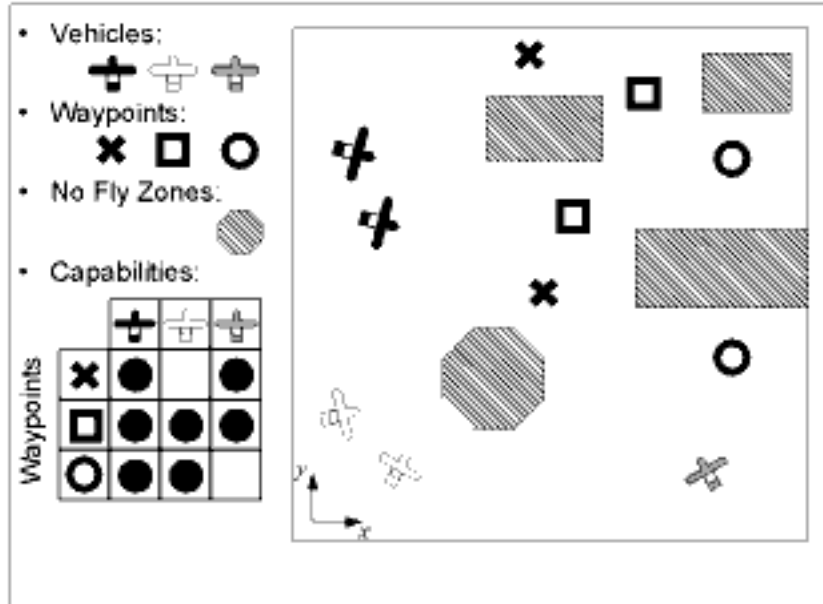 • Vehicles:
• Waypoints:
• No Fly Zones:
• Capabilities:
Waypoints
y
x